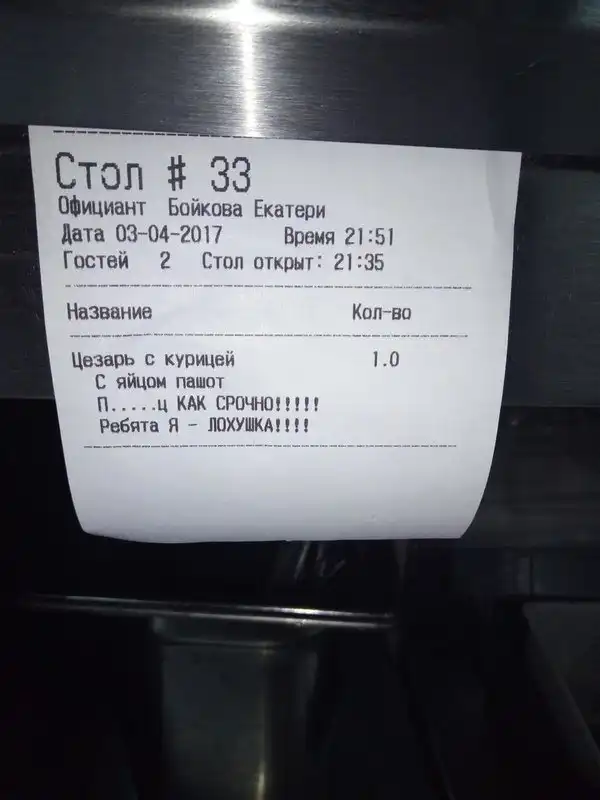 Стол # 33
Официант Бойкова Екатери
Дата 03-04-2017 Время 21:51
Гостей 2 Стол открыт: 21:35
Название Кол-во
Цезарь с курицей 1.0
С яйцом пашот
П.....ц КАК СРОЧНО!!!!!
Ребята Я - ЛОХУШКА!!!!